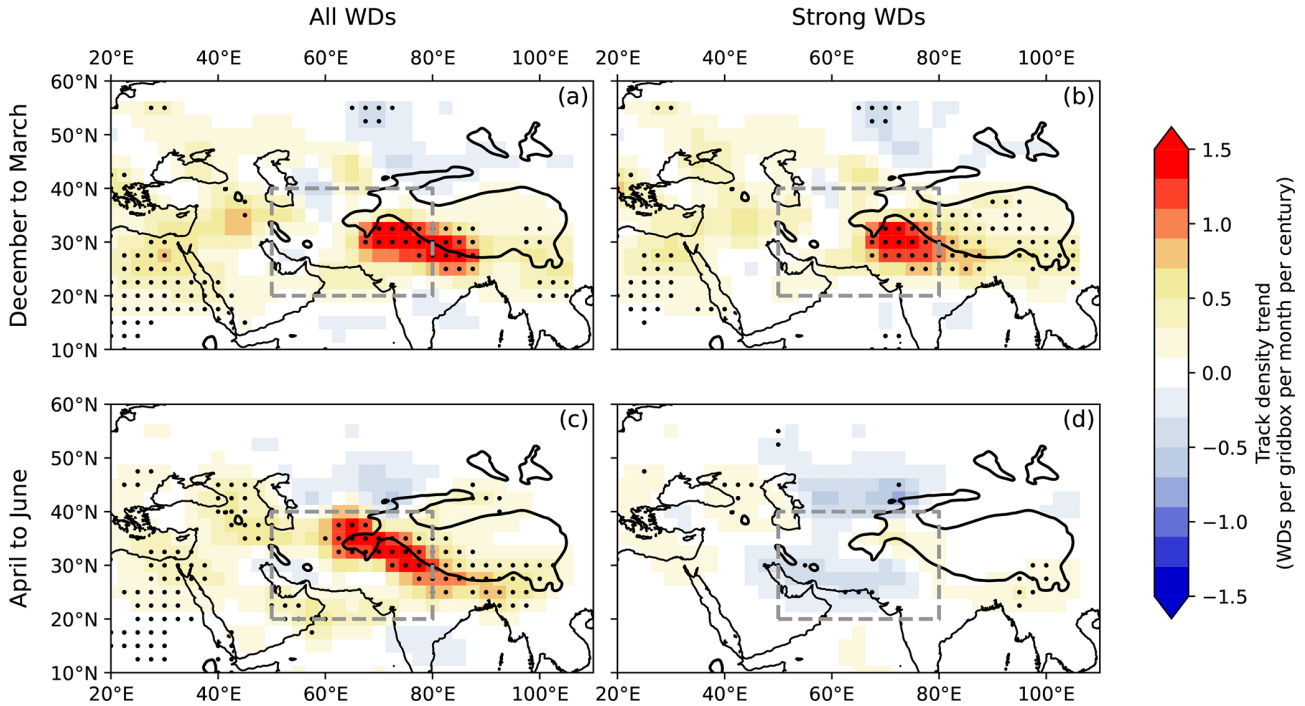 All WDs
Strong WDs
20°E 40°E 60°E 80°E 100°E
20°E 40°E 60°E 80°E 100°E
December to March
60°N
50°N
40°N
30°N
20°N
10°N
(a)
(b)
April to June
60°N
50°N
40°N
30°N
20°N
10°N
(c)
(d)
20°E 40°E 60°E 80°E 100°E
20°E 40°E 60°E 80°E 100°E
1.5
1.0
0.5
0.0
−0.5
−1.0
−1.5
Track density trend
(WDs per gridbox per month per century)